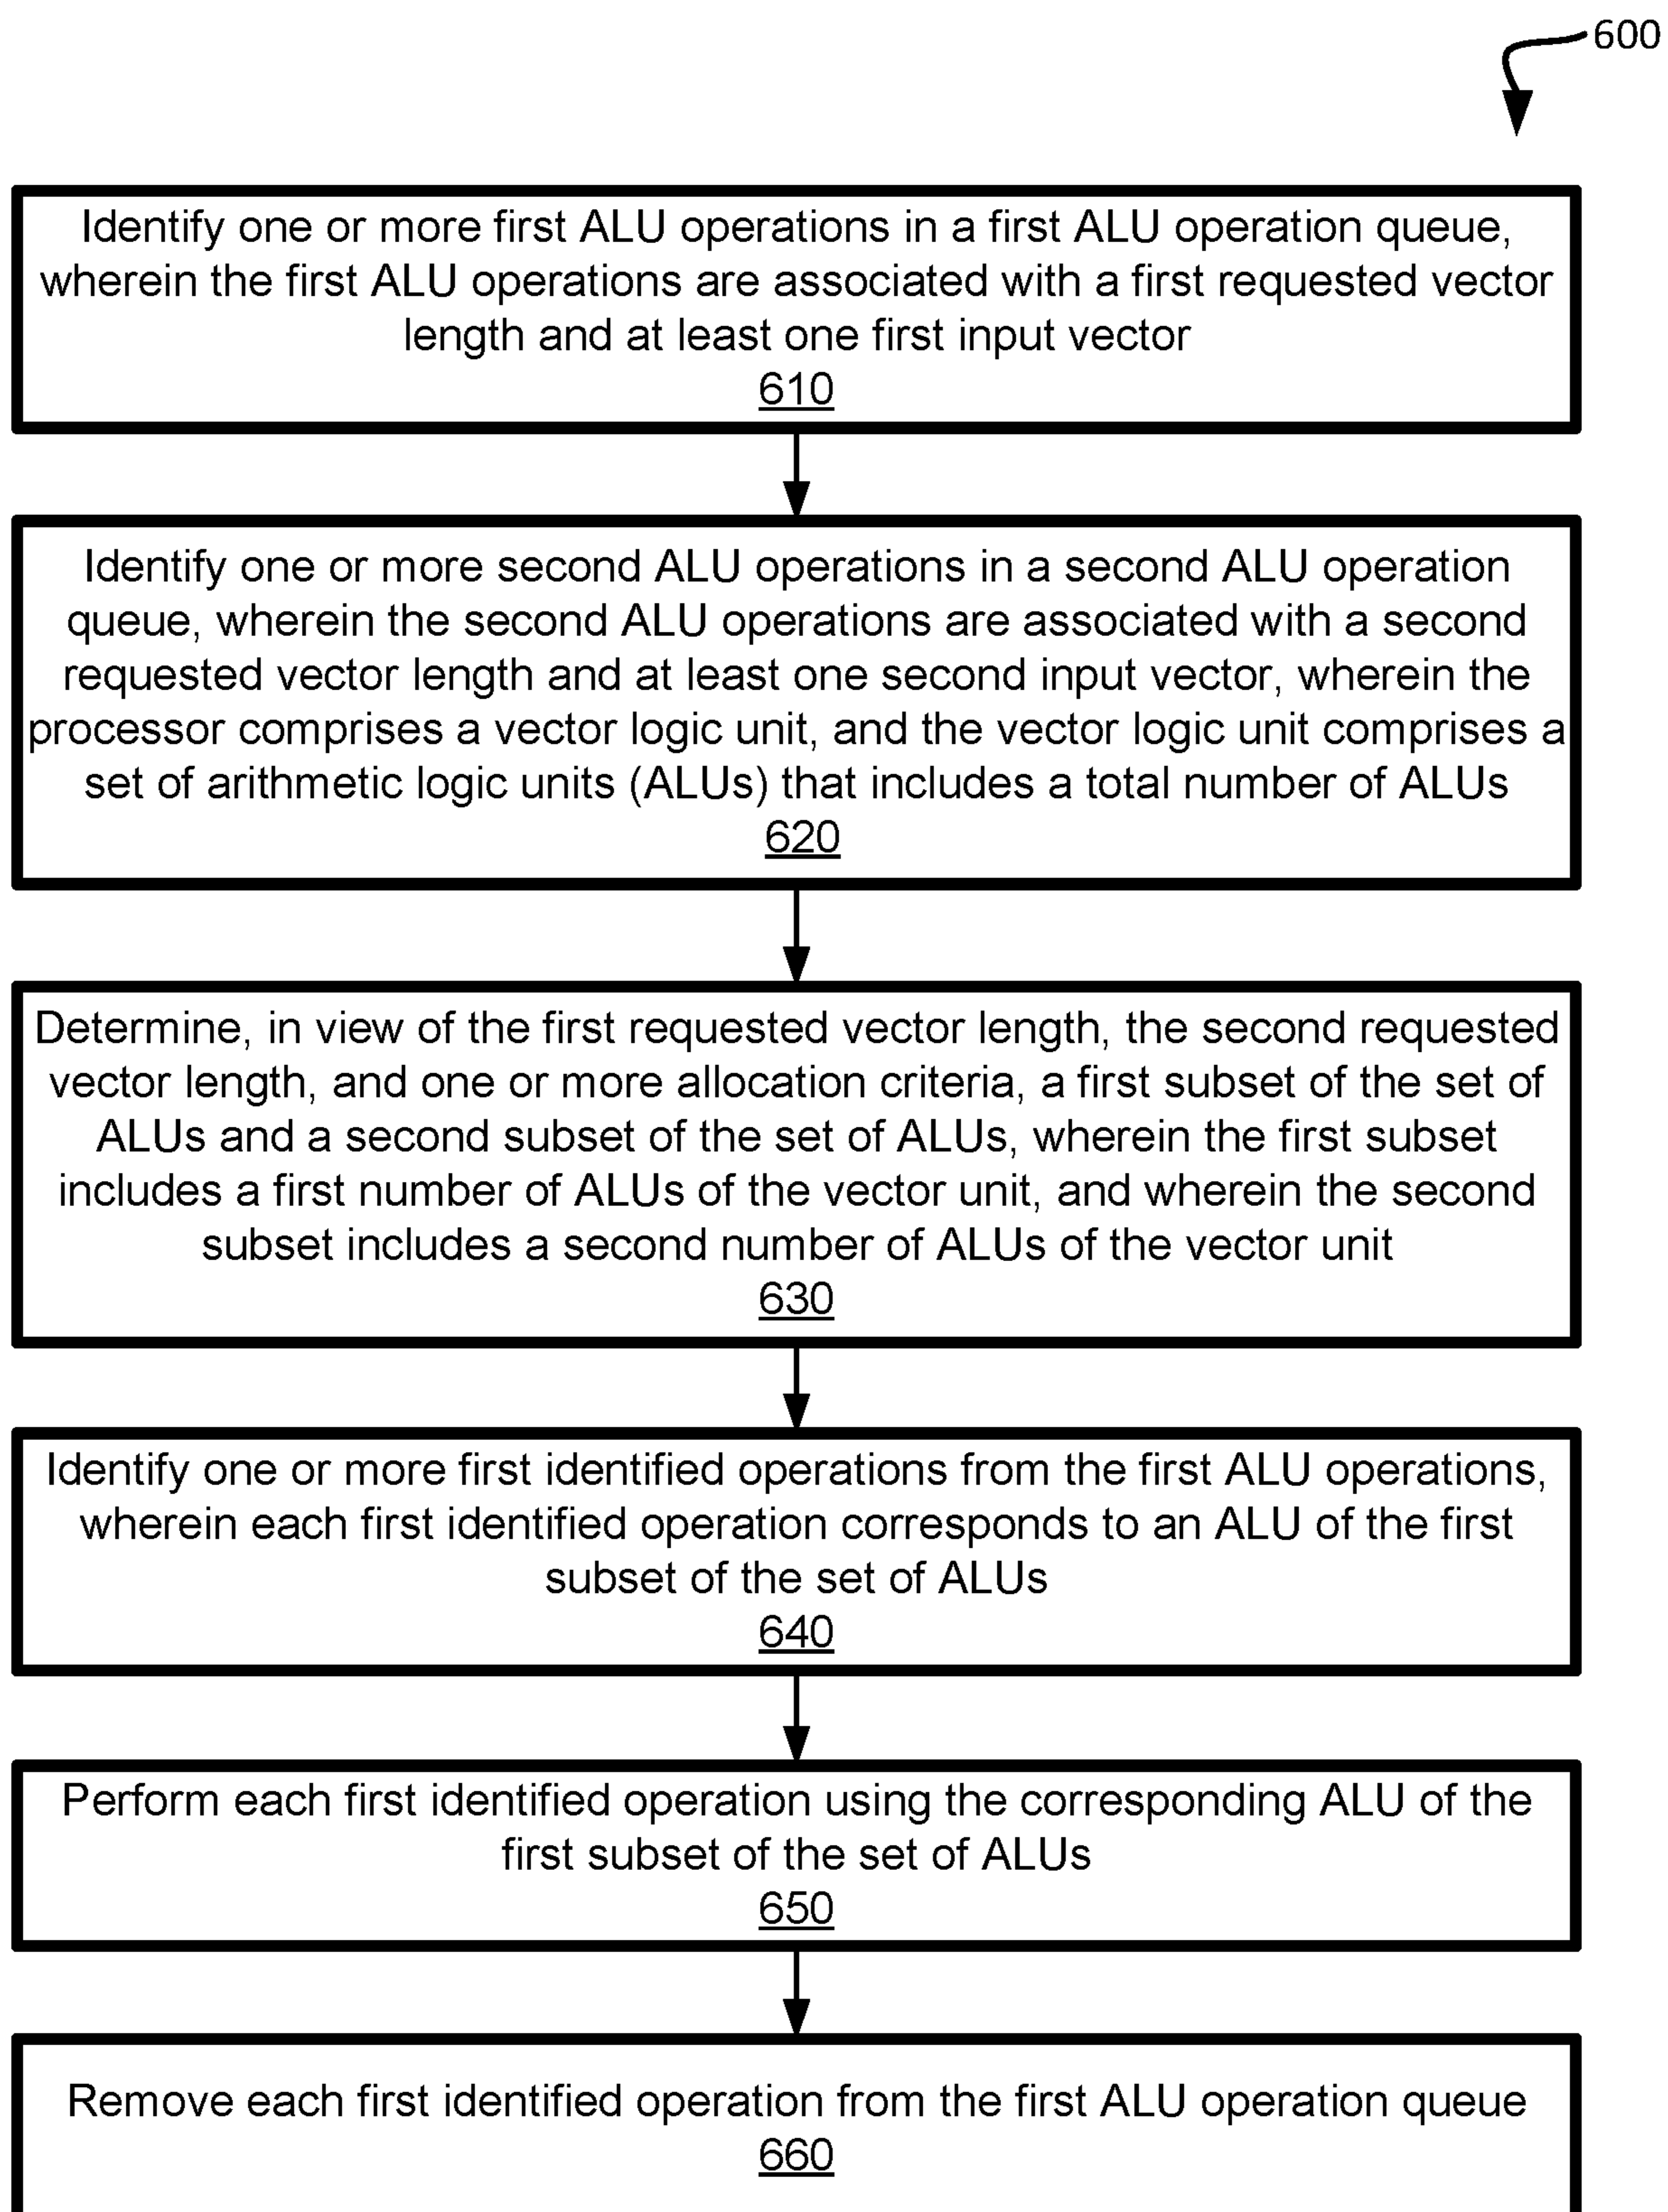 600
Identify one or more first ALU operations in a first ALU operation queue,
wherein the first ALU operations are associated with a first requested vector
length and at least one first input vector
610
Identify one or more second ALU operations in a second ALU operation
queue, wherein the second ALU operations are associated with a second
requested vector length and at least one second input vector, wherein the
processor comprises a vector logic unit, and the vector logic unit comprises a
set of arithmetic logic units (ALUs) that includes a total number of ALUs
620
Determine, in view of the first requested vector length, the second requested
vector length, and one or more allocation criteria, a first subset of the set of
ALUs and a second subset of the set of ALUs, wherein the first subset
includes a first number of ALUs of the vector unit, and wherein the second
subset includes a second number of ALUs of the vector unit
630
Identify one or more first identified operations from the first ALU operations,
wherein each first identified operation corresponds to an ALU of the first
subset of the set of ALUs
640
Perform each first identified operation using the corresponding ALU of the
first subset of the set of ALUs
650
Remove each first identified operation from the first ALU operation queue
660